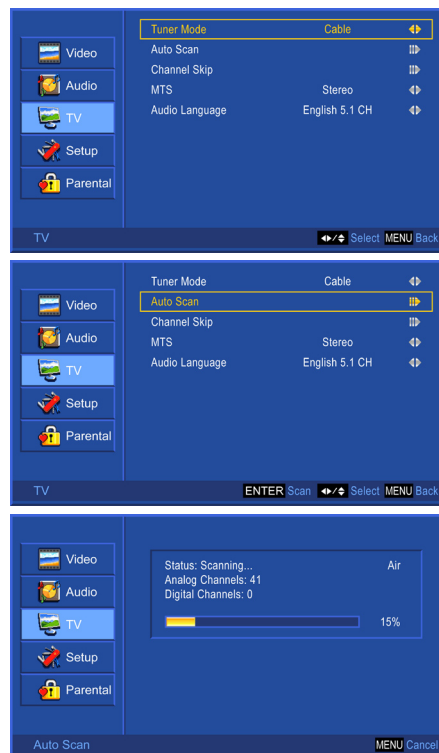 Tuner Mode Cable
Video
Auto Scan
Channel Skip
Audio
MTS Stereo
Audio Language English 5.1 CH
TV
Setup
Parental
TV Select MENU Back
Tuner Mode Cable
Video
Auto Scan
Channel Skip
Audio
MTS Stereo
Audio Language English 5.1 CH
TV
Setup
Parental
TV ENTER Scan Select MENU Back
Video
Status: Scanning... Air
Analog Channels: 41
Audio
Digital Channels: 0
TV
15%
Setup
Parental
Auto Scan MENU Cancel